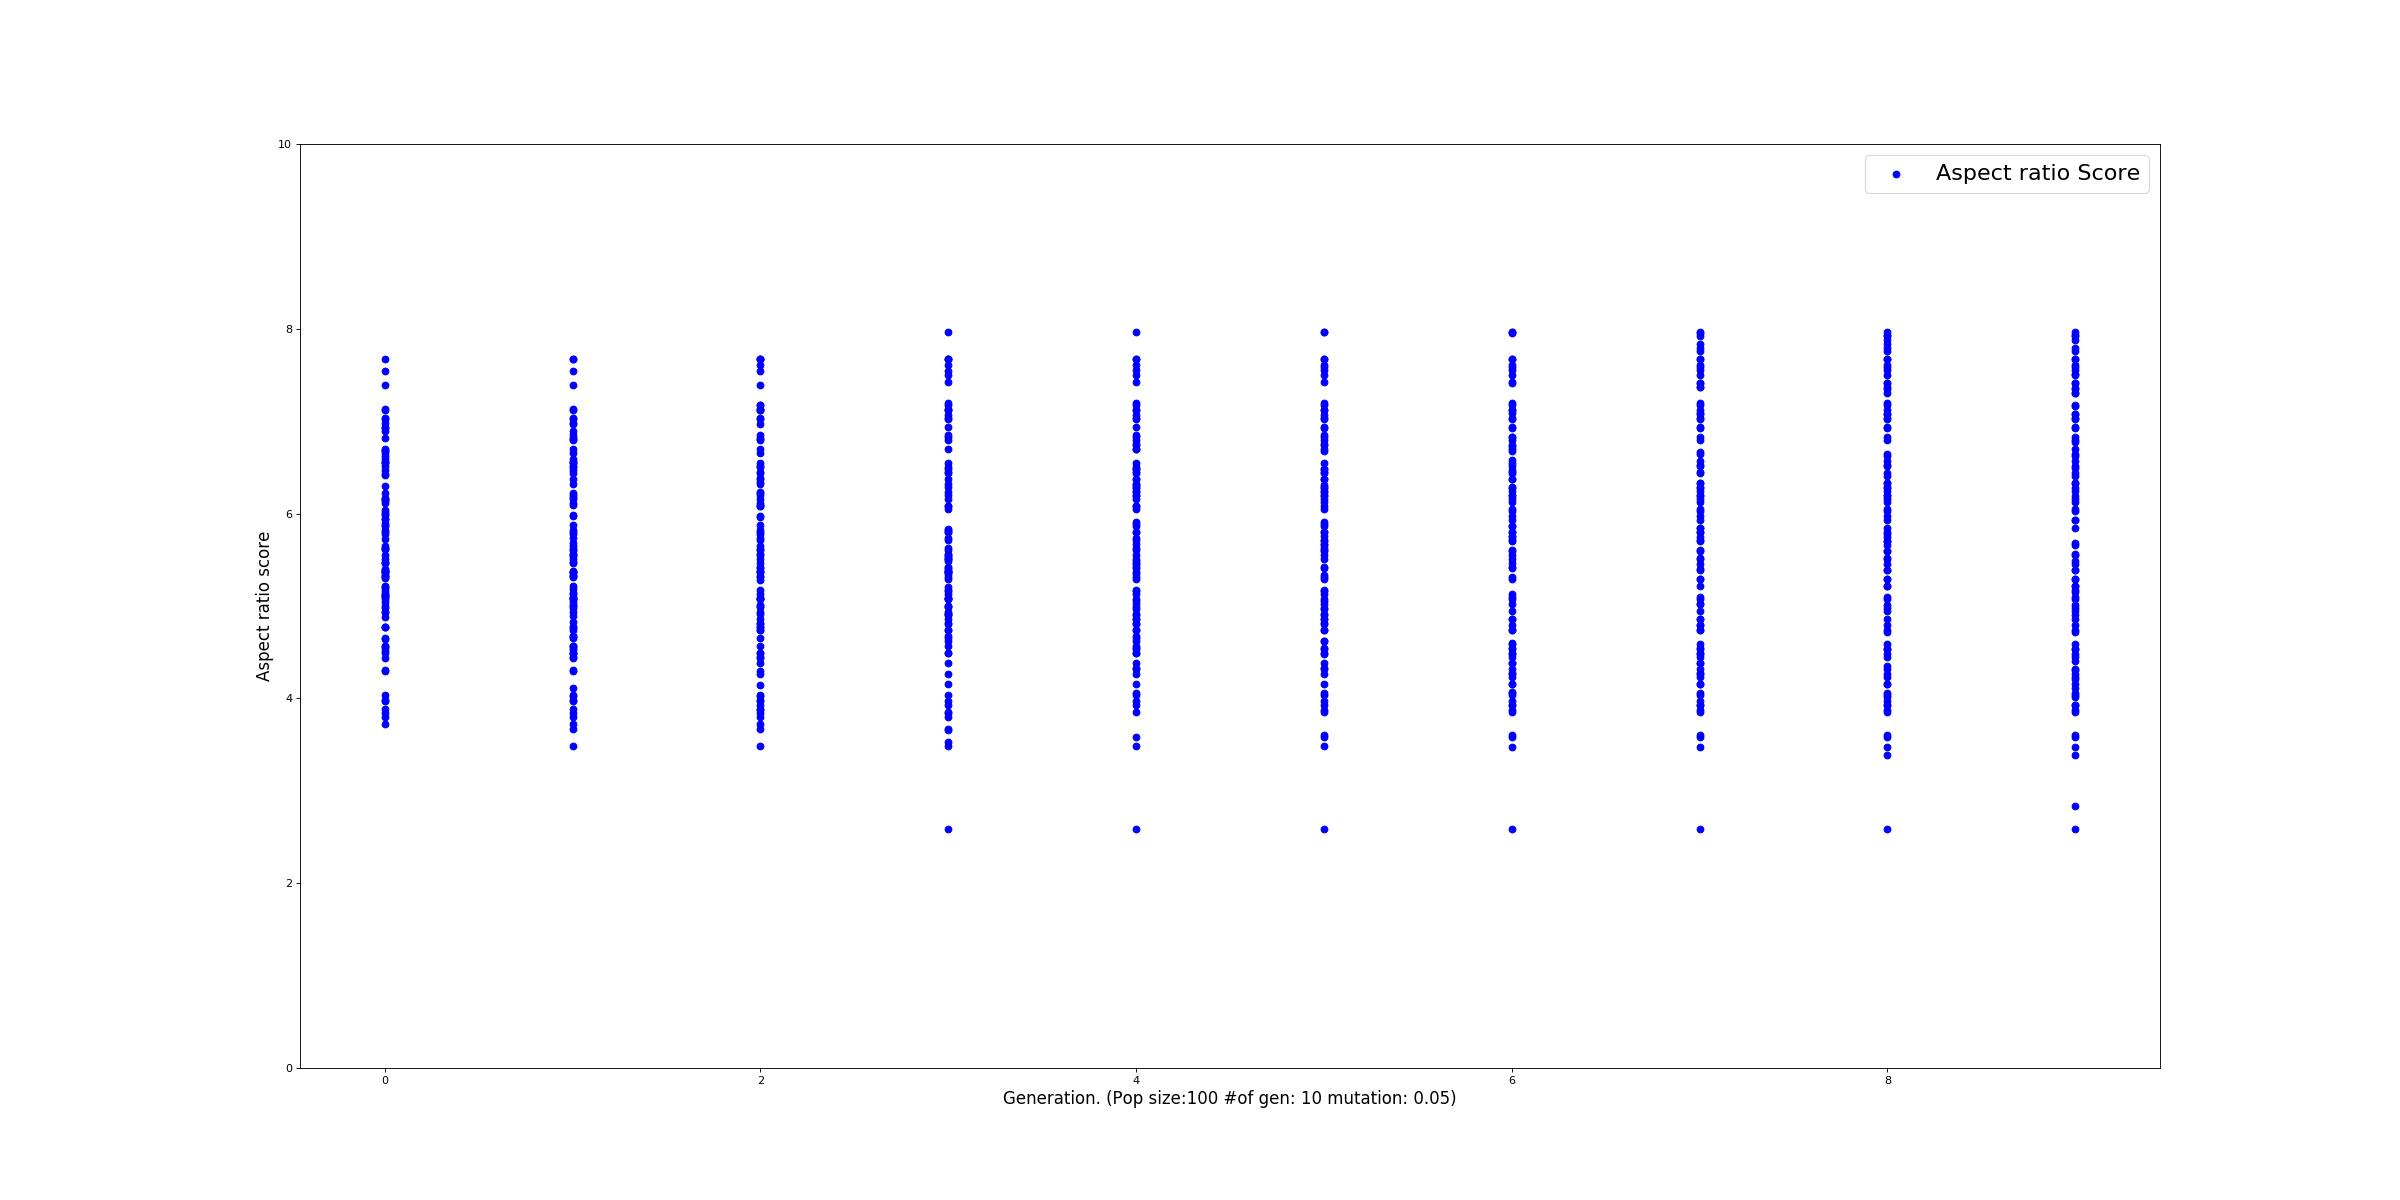 Aspect ratio Score
10
8
6
4
2
0
Aspect ratio score
0 2 4 6 8
Generation. (Pop size:100 #of gen: 10 mutation: 0.05)